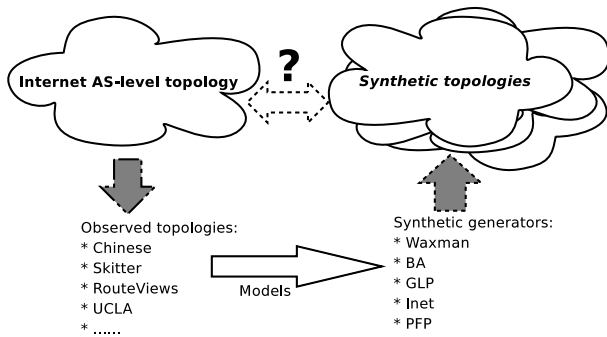 Internet AS-level topology
?
Synthetic topologies
Observed topologies:
* Chinese
* Skitter
* RouteViews
* UCLA
* ......
Models
Synthetic generators:
* Waxman
* BA
* GLP
* Inet
* PFP